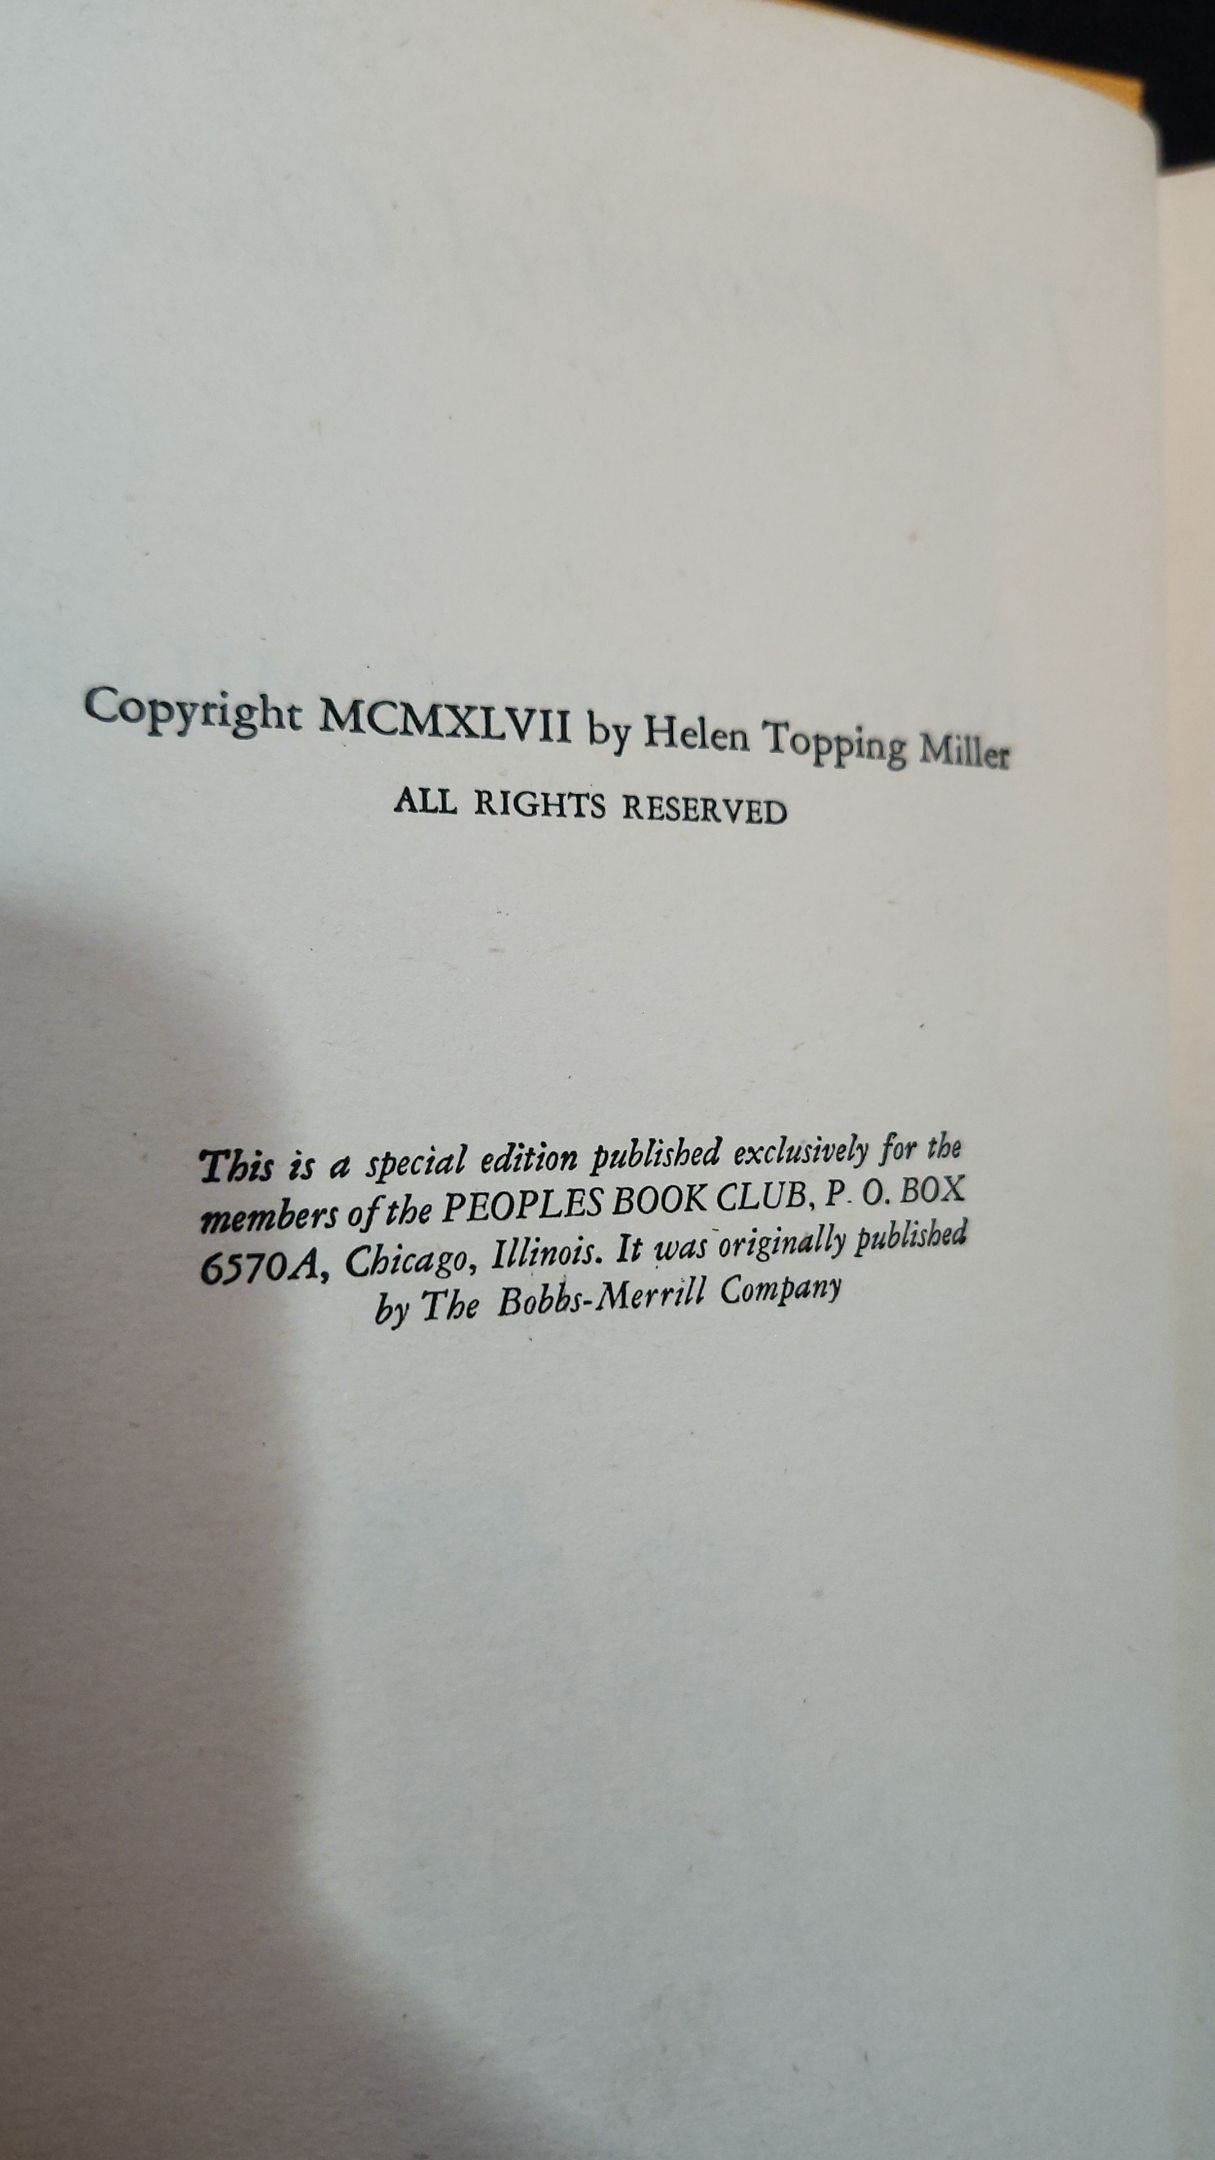 Copyright MCMXLVII by Helen Topping Miller
ALL RIGHTS RESERVED
This is a special edition published exclusively for the
members of the PEOPLES BOOK CLUB, P. O. BOX
6570A, Chicago, Illinois. It was originally published
by The Bobbs-Merrill Company